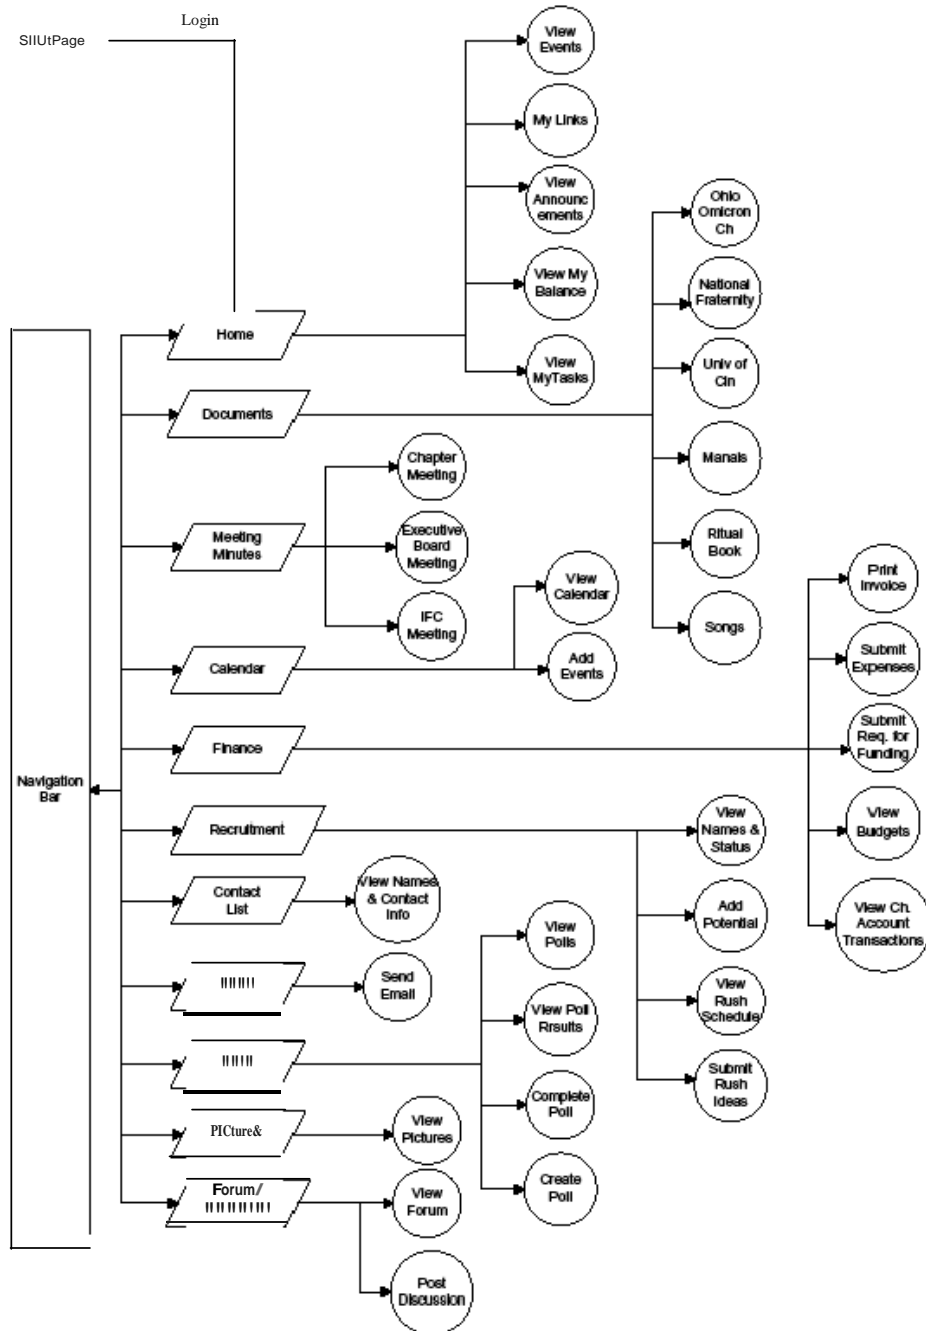 Login
SIIUtPage
View
Events
My Links
View
Announc
ements
View My
Balance
View
MyTasks
Home
Documents
Ohio
Omicron
Ch
National
Fraternity
Univ of
Cin
Manals
Ritual
Book
Songs
Chapter
Meeting
Executive
Board
Meeting
IFC
Meeting
Meeting
Minutes
View
Calendar
Add
Events
Calendar
Print
Invoice
Submit
Expenses
Submit
Req. for
Funding
View
Budgets
View Ch.
Account
Transactions
Finance
Navigation
Bar
Recruitment
View
Names &
Status
Add
Potential
View
Rush
Schedule
Submit
Rush
Ideas
Contact
List
View Names
& Contact
Info
Send
Email
View
Polls
View Poll
Rrsults
Complete
Poll
Create
Poll
PICture&
View
Pictures
Forum/
View
Forum
Post
Discussion